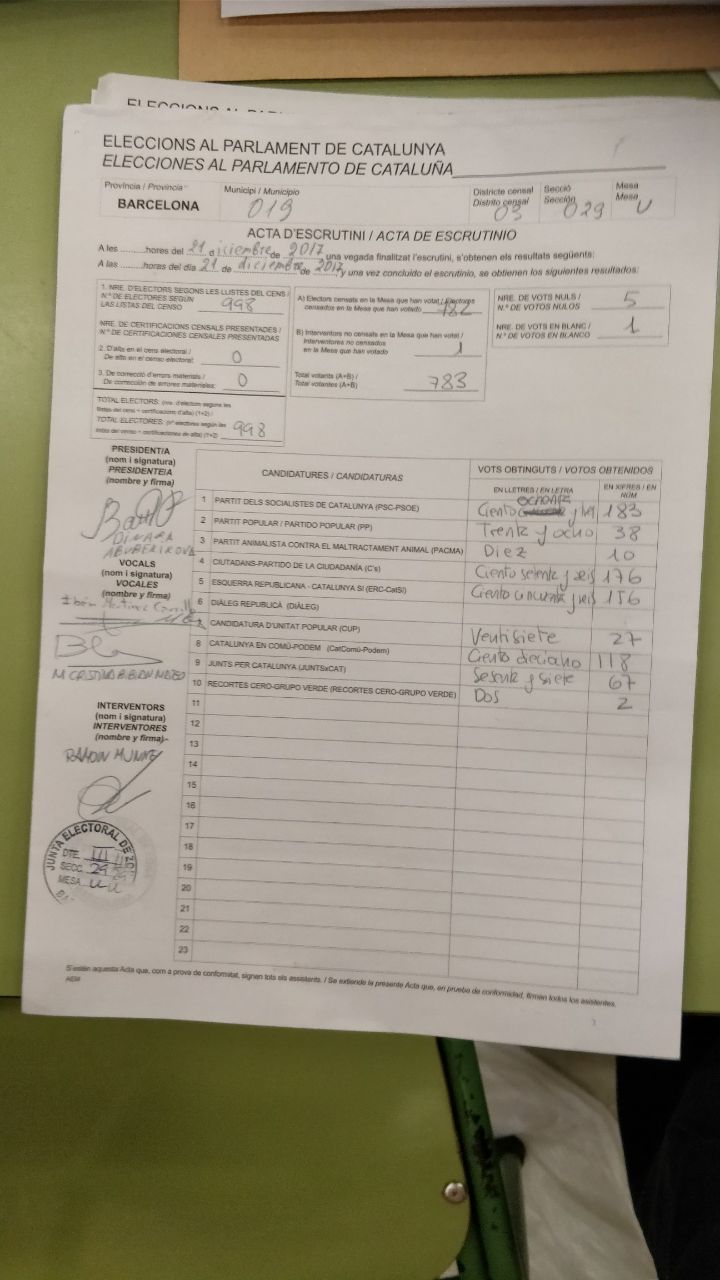 ELECCIONS AL PARLAMENT DE CATALUNYA
ELECCIONES AL PARLAMENTO DE CATALUÑA
Província / Provincia
BARCELONA
Municipi / Municipio
019
Districte censal
Distrito censal
03
Secció
Sección
029
Mesa
Mesa
U
ACTA D'ESCRUTINI / ACTA DE ESCRUTINIO
A les ..........hores del 21 d diciembre de 2017 una vegada finalitzat l'escrutini, s'obtenen els resultats següents:
A las ..........horas del día 21 de diciembre de 2017 y una vez concluido el escrutinio, se obtienen los siguientes resultados:
1. NRE. D'ELECTORS SEGONS LES LLISTES DEL CENS /
N.º DE ELECTORES SEGÚN
LAS LISTAS DEL CENSO 998
NRE. DE CERTIFICACIONS CENSALS PRESENTADES /
N.º DE CERTIFICACIONES CENSALES PRESENTADAS
2. D'alta en el cens electoral /
De alta en el censo electoral: 0
3. De correcció d'errors materials /
De corrección de errores materiales: 0
TOTAL ELECTORS: (nre. d'electors segons les
llistes del cens + certificacions d'alta) (1+2) /
TOTAL ELECTORES: (nº electores según las
listas del censo + certificaciones de alta) (1+2) 998
A) Electors censats en la Mesa que han votat / Electores
censados en la Mesa que han votado 782
B) Interventors no censats en la Mesa que han votat /
Interventores no censados
en la Mesa que han votado 1
Total votants (A+B) /
Total votantes (A+B) 783
NRE. DE VOTS NULS /
N.º DE VOTOS NULOS 5
NRE. DE VOTS EN BLANC /
N.º DE VOTOS EN BLANCO 1
PRESIDENT/A
(nom i signatura)
PRESIDENTE/A
(nombre y firma)
DINARA
ABUBERIKOVA
VOCALS
(nom i signatura)
VOCALES
(nombre y firma)
M CRISTINA BEBIAN MATEO
INTERVENTORS
(nom i signatura)
INTERVENTORES
(nombre y firma)
RAMON MUNTE
JUNTA ELECTORAL DE ZO
DTE. III
SECC. 29
MESA U
CANDIDATURES / CANDIDATURAS
VOTS OBTINGUTS / VOTOS OBTENIDOS
EN LLETRES / EN LETRA
EN XIFRES / EN NÚM
1 PARTIT DELS SOCIALISTES DE CATALUNYA (PSC-PSOE) Ciento ochenta y tres 183
2 PARTIT POPULAR / PARTIDO POPULAR (PP) Trenta y ocho 38
3 PARTIT ANIMALISTA CONTRA EL MALTRACTAMENT ANIMAL (PACMA) Diez 10
4 CIUTADANS-PARTIDO DE LA CIUDADANÍA (C's) Ciento setenta y seis 176
5 ESQUERRA REPUBLICANA - CATALUNYA SÍ (ERC-CatSí) Ciento cincuenta y seis 156
6 DIÀLEG REPUBLICÀ (DIÀLEG)
7 CANDIDATURA D'UNITAT POPULAR (CUP) Ventisiete 27
8 CATALUNYA EN COMÚ-PODEM (CatComú-Podem) Ciento dieciocho 118
9 JUNTS PER CATALUNYA (JUNTSxCAT) Sesenta y siete 67
10 RECORTES CERO-GRUPO VERDE (RECORTES CERO-GRUPO VERDE) Dos 2
11
12
13
14
15
16
17
18
19
20
21
22
23
S'estén aquesta Acta que, com a prova de conformitat, signen tots els assistents. / Se extiende la presente Acta que, en prueba de conformidad, firman todos los asistentes.